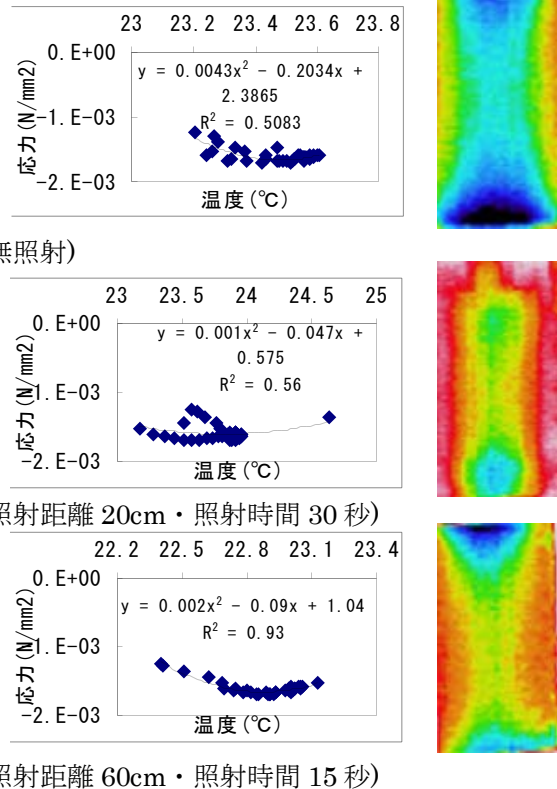 23 23.2 23.4 23.6 23.8
0.E+00
y = 0.0043x² − 0.2034x +
2.3865
R² = 0.5083
-1.E-03
-2.E-03
応力(N/mm2)
温度(℃)
無照射)
23 23.5 24 24.5 25
0.E+00
y = 0.001x² − 0.047x +
0.575
R² = 0.56
-1.E-03
-2.E-03
応力(N/mm2)
温度(℃)
照射距離 20cm・照射時間 30 秒)
22.2 22.5 22.8 23.1 23.4
0.E+00
y = 0.002x² − 0.09x + 1.04
R² = 0.93
-1.E-03
-2.E-03
応力(N/mm2)
温度(℃)
照射距離 60cm・照射時間 15 秒)